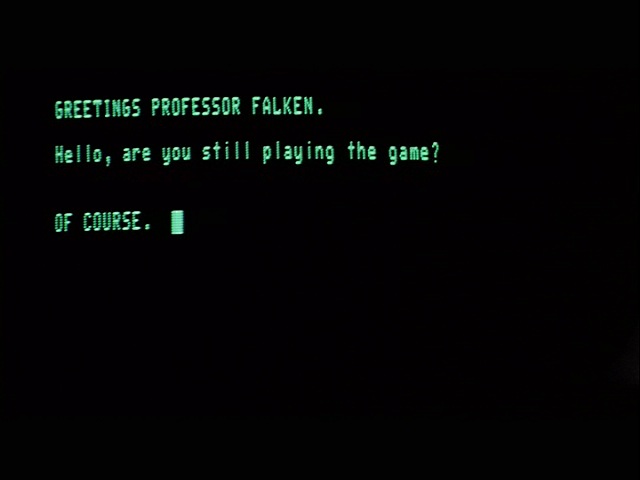 GREETINGS PROFESSOR FALKEN.
Hello, are you still playing the game?
OF COURSE.